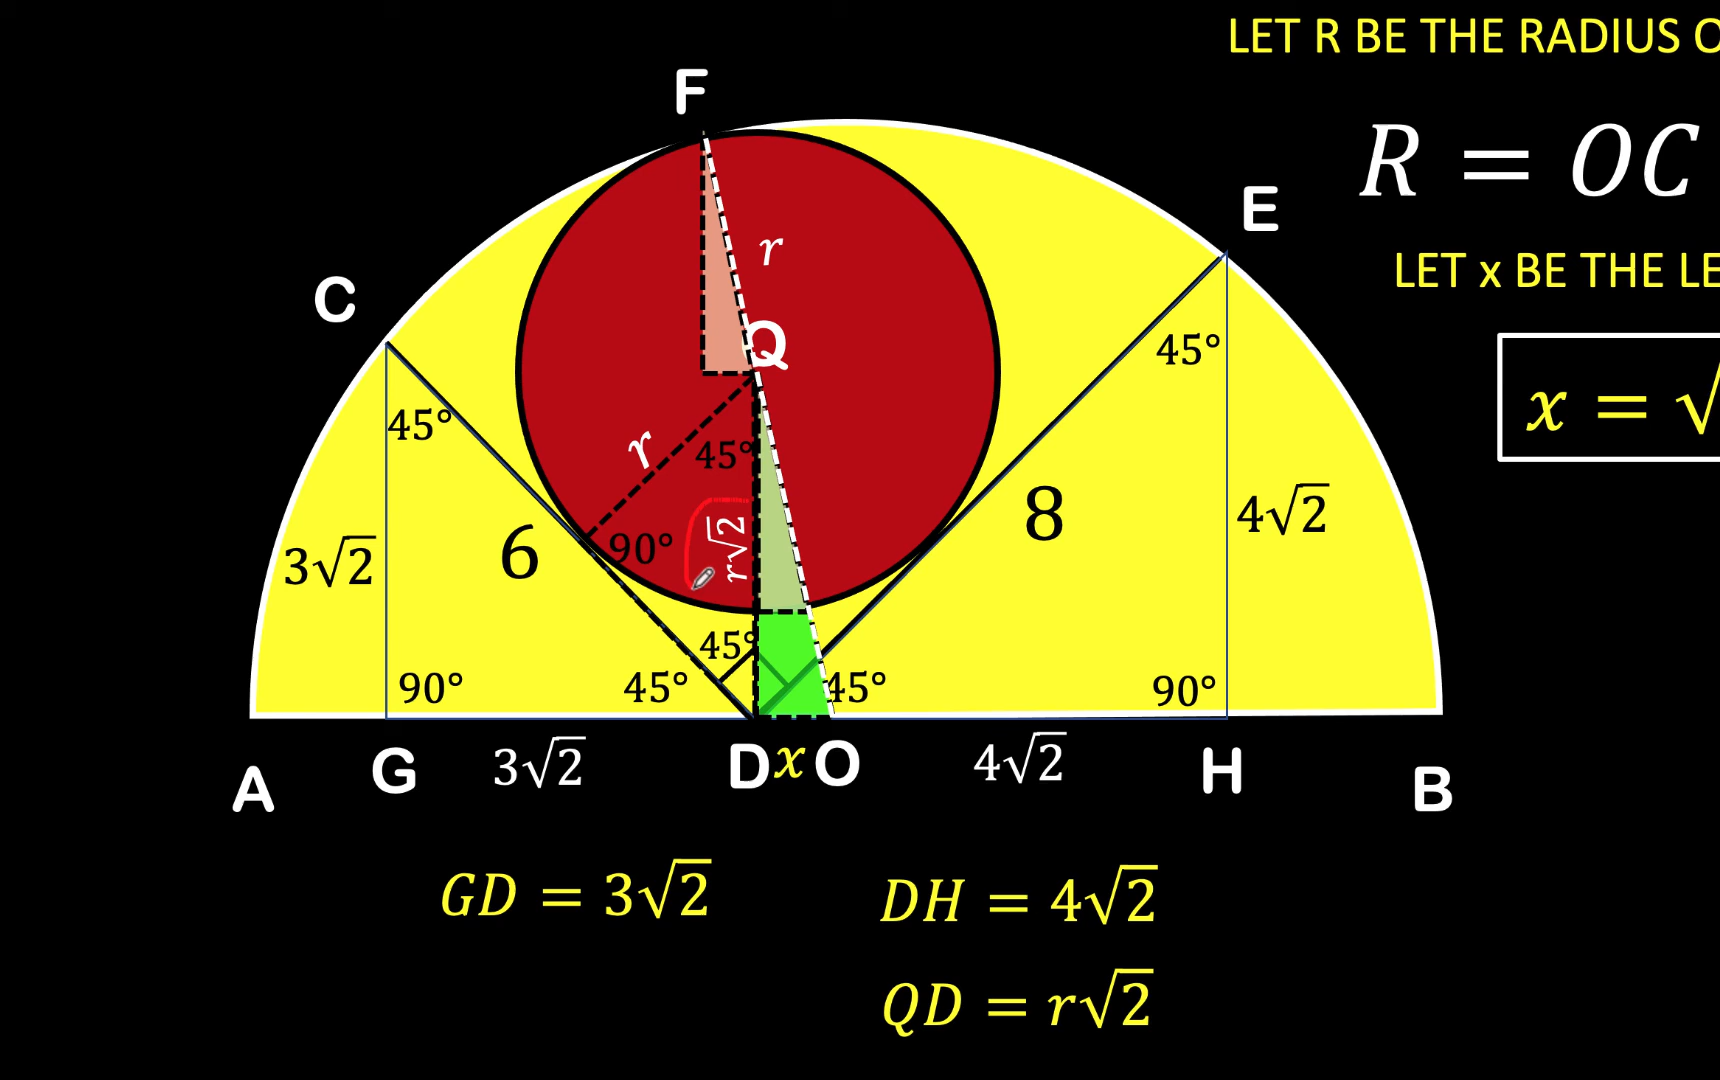 LET R BE THE RADIUS O
F
R = OC
E
LET x BE THE LE
C
r
Q
45°
x = √
45°
r
45°
8
4√2
6
90°
r√2
3√2
45°
90°
45°
45°
90°
A
G
3√2
D
x
O
4√2
H
B
GD = 3√2
DH = 4√2
QD = r√2